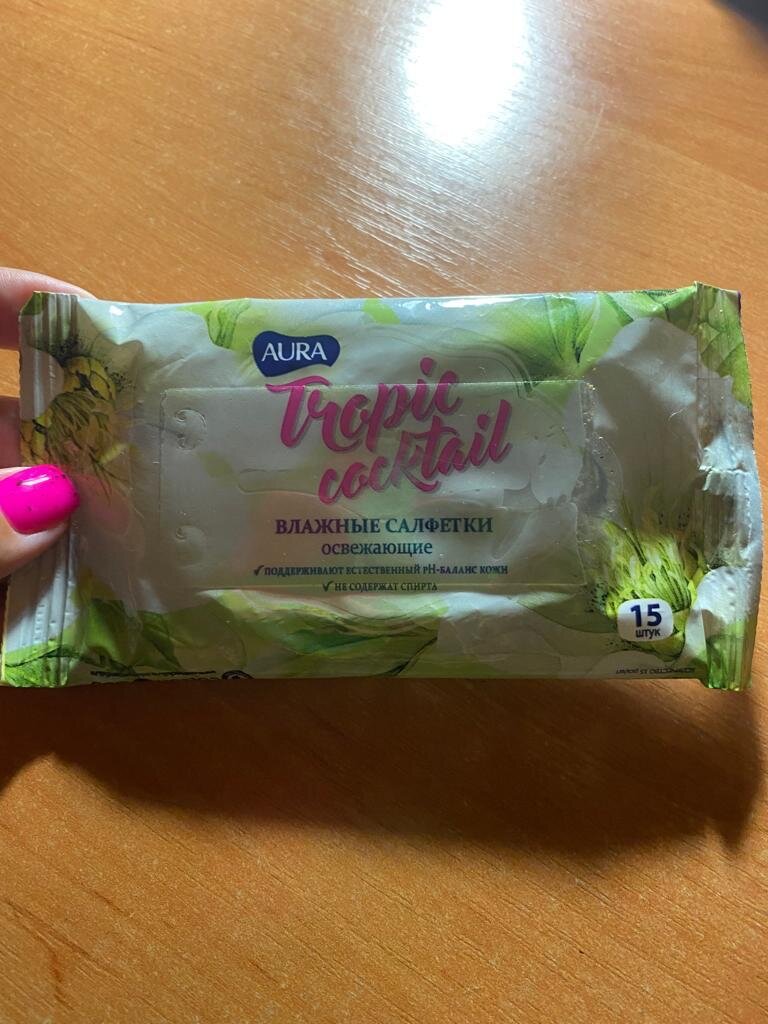 AURA
Tropic
cocktail
ВЛАЖНЫЕ САЛФЕТКИ
освежающие
✓ПОДДЕРЖИВАЮТ ЕСТЕСТВЕННЫЙ pH-БАЛАНС КОЖИ
✓НЕ СОДЕРЖАТ СПИРТА
15
штук